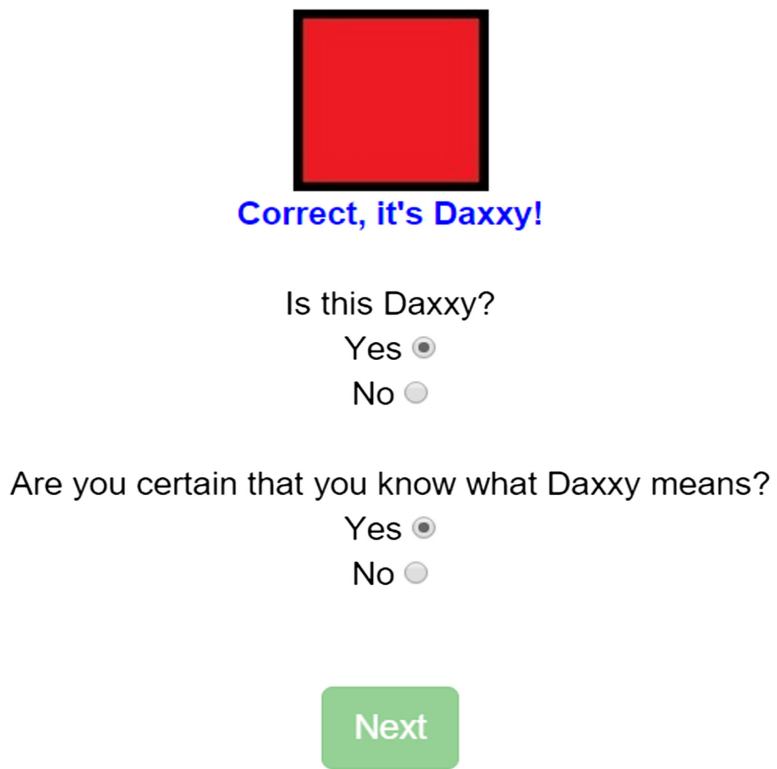 Correct, it's Daxxy!
Is this Daxxy?
Yes
No
Are you certain that you know what Daxxy means?
Yes
No
Next